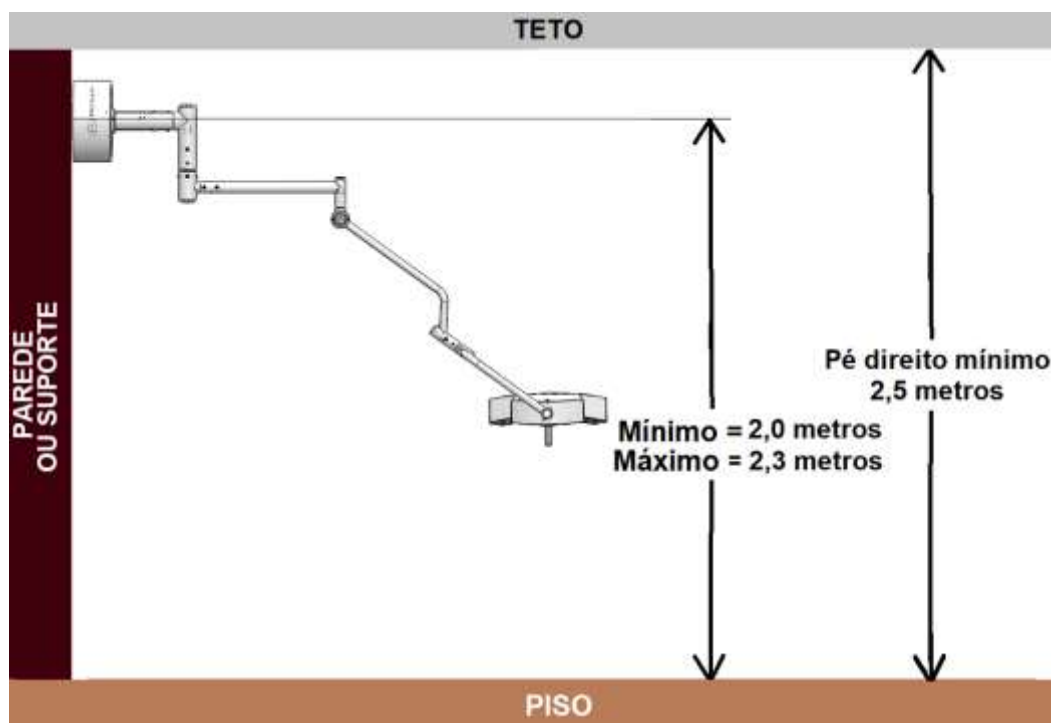 TETO
PAREDE
OU SUPORTE
Pé direito mínimo
2,5 metros
Mínimo = 2,0 metros
Máximo = 2,3 metros
PISO